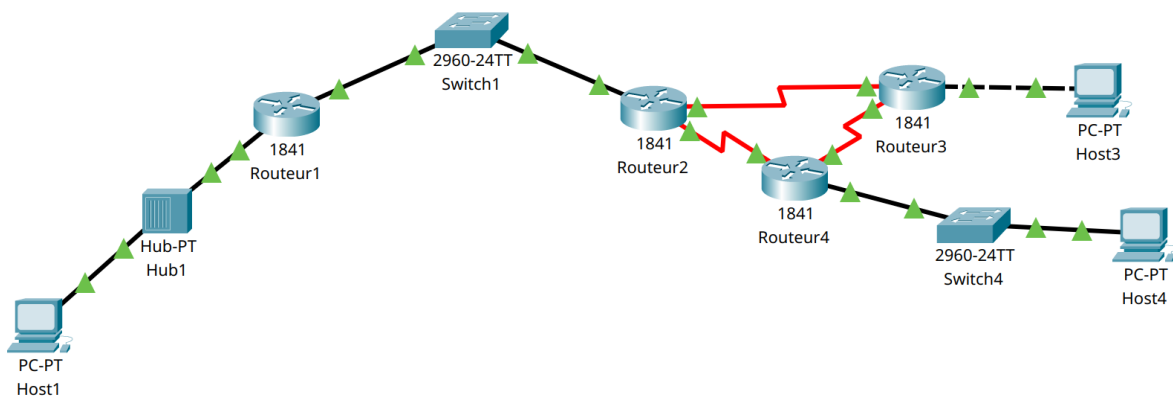 2960-24TT
Switch1
1841
Routeur1
1841
Routeur2
1841
Routeur3
PC-PT
Host3
1841
Routeur4
Hub-PT
Hub1
2960-24TT
Switch4
PC-PT
Host4
PC-PT
Host1